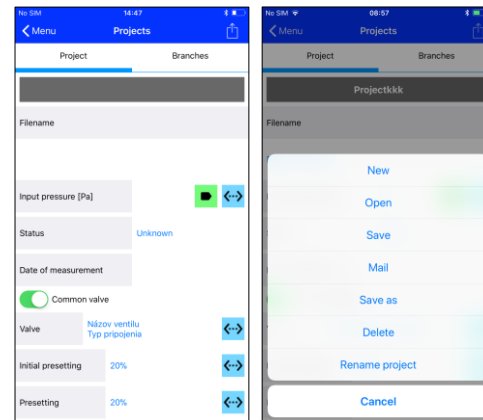 No SIM 14:47
Menu Projects
Project Branches
Filename
Input pressure [Pa]
Status Unknown
Date of measurement
Common valve
Valve Názov ventilu
Typ pripojenia
Initial presetting 20%
Presetting 20%
No SIM 08:57
Menu Projects
Project Branches
Projectkkk
Filename
New
Open
Save
Mail
Save as
Delete
Rename project
Cancel